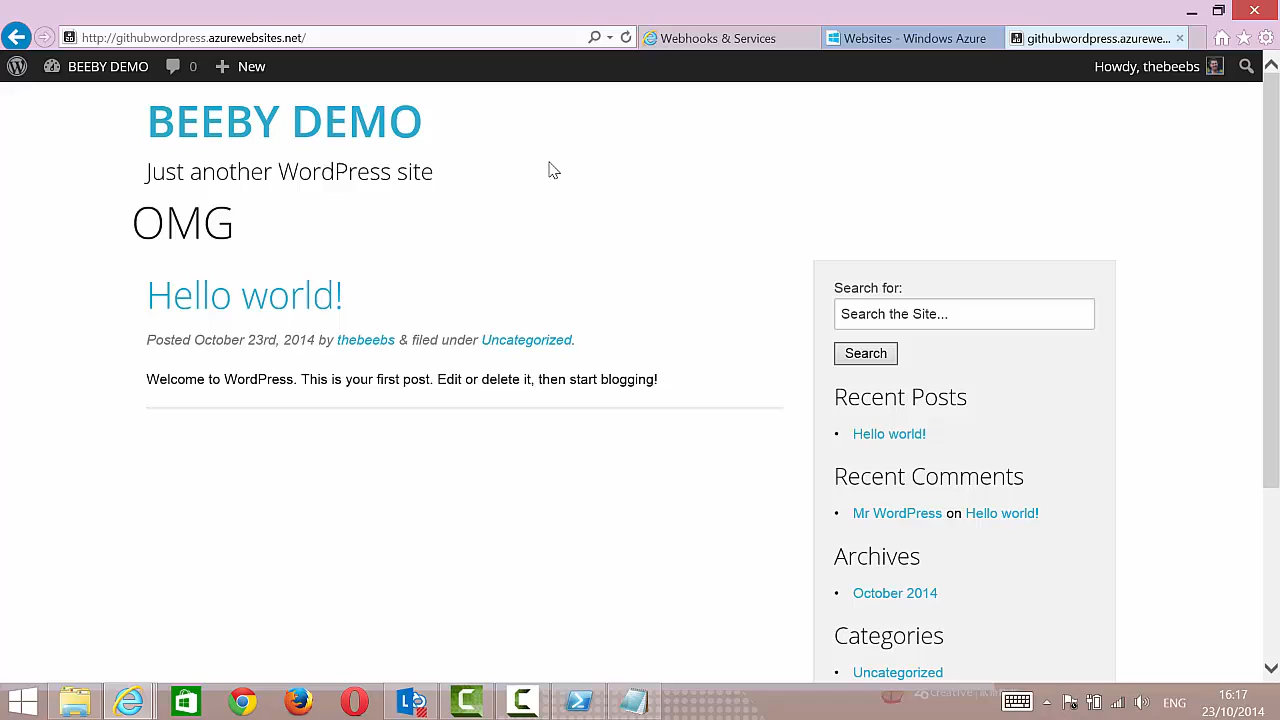 http://githubwordpress.azurewebsites.net/
Webhooks & Services
Websites - Windows Azure
githubwordpress.azurewe...
BEEBY DEMO
0
New
Howdy, thebeebs
BEEBY DEMO
Just another WordPress site
OMG
Hello world!
Posted October 23rd, 2014 by thebeebs & filed under Uncategorized.
Welcome to WordPress. This is your first post. Edit or delete it, then start blogging!
Search for:
Search the Site...
Search
Recent Posts
• Hello world!
Recent Comments
• Mr WordPress on Hello world!
Archives
• October 2014
Categories
Uncategorized
ENG
16:17
23/10/2014